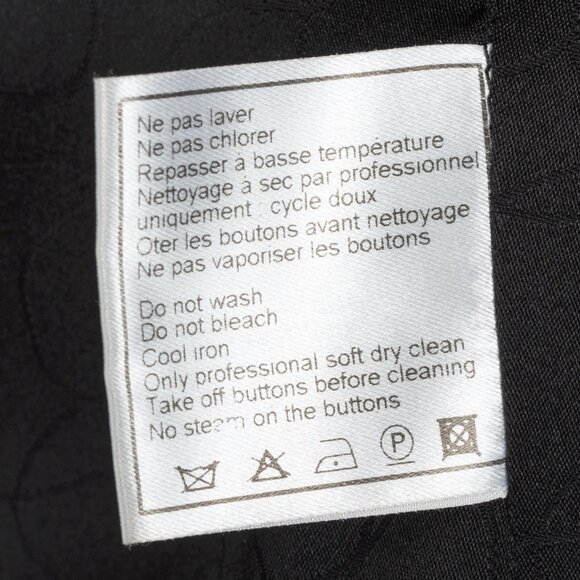 Ne pas laver
Ne pas chlorer
Repasser à basse température
Nettoyage à sec par professionnel
uniquement : cycle doux
Oter les boutons avant nettoyage
Ne pas vaporiser les boutons
Do not wash
Do not bleach
Cool iron
Only professional soft dry clean
Take off buttons before cleaning
No steam on the buttons
P